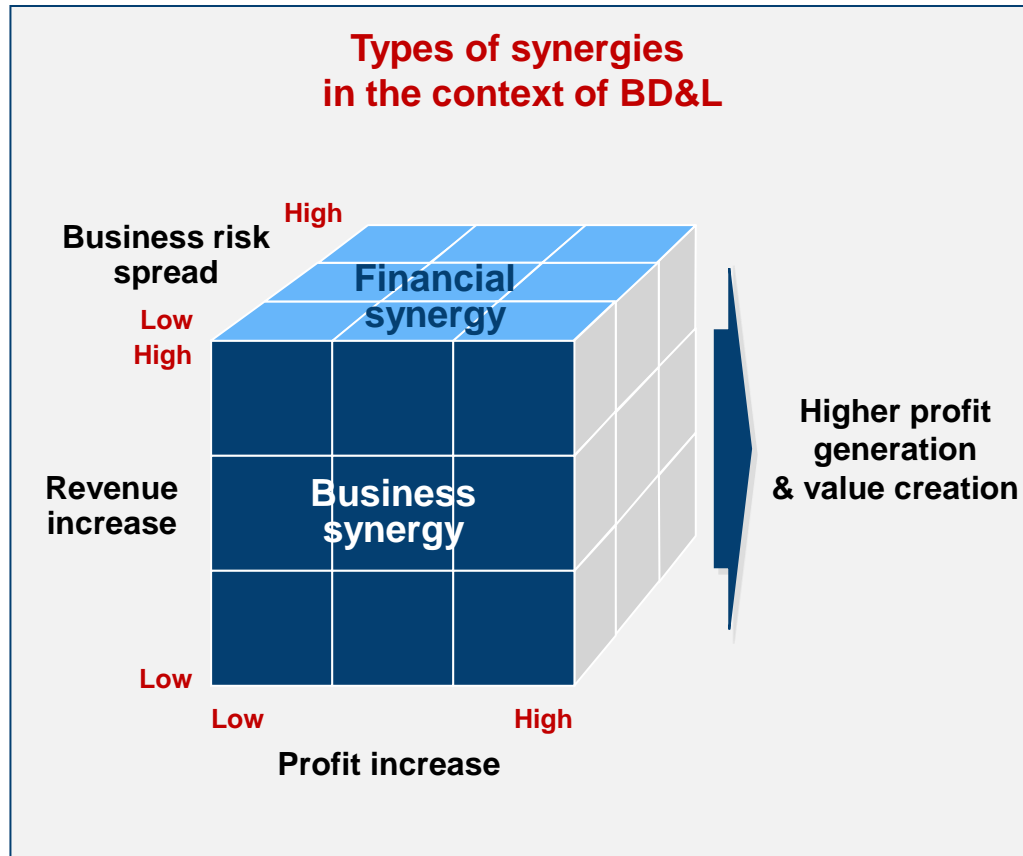 Types of synergies
in the context of BD&L
High
Business risk
spread
Low
Financial
synergy
High
Revenue
increase
Business
synergy
Low
Low
High
Profit increase
Higher profit
generation
& value creation